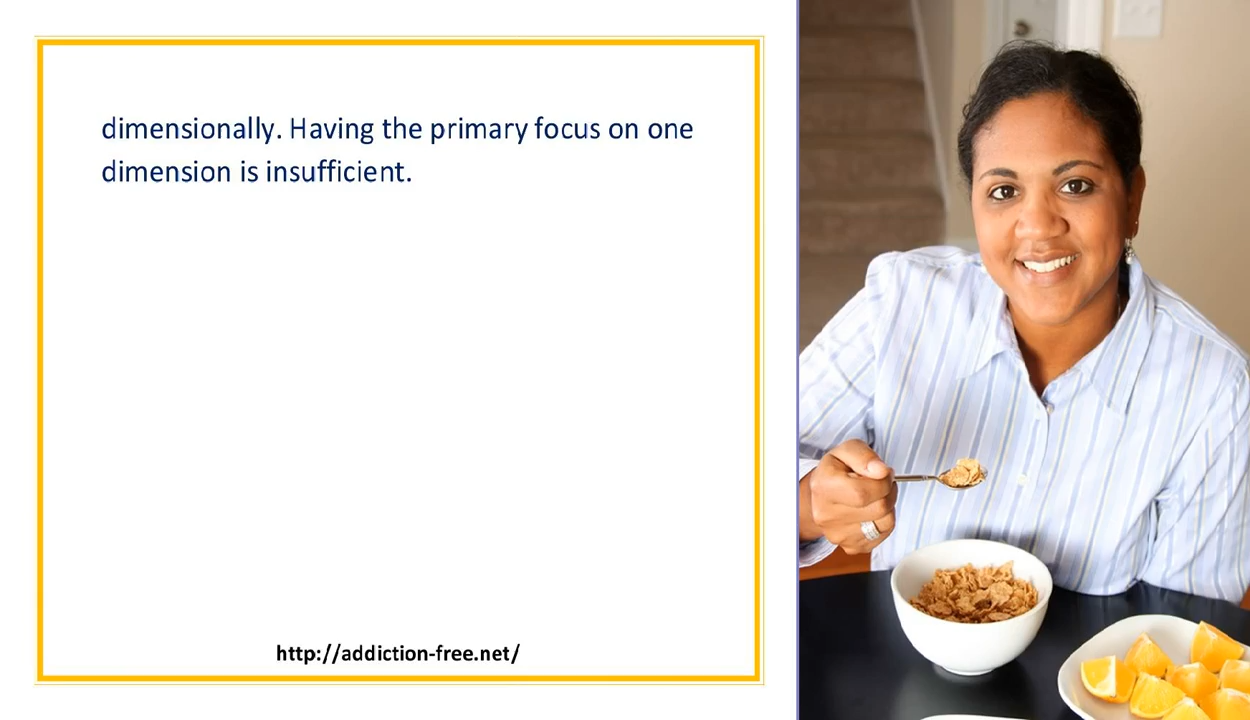 dimensionally. Having the primary focus on one
dimension is insufficient.
http://addiction-free.net/